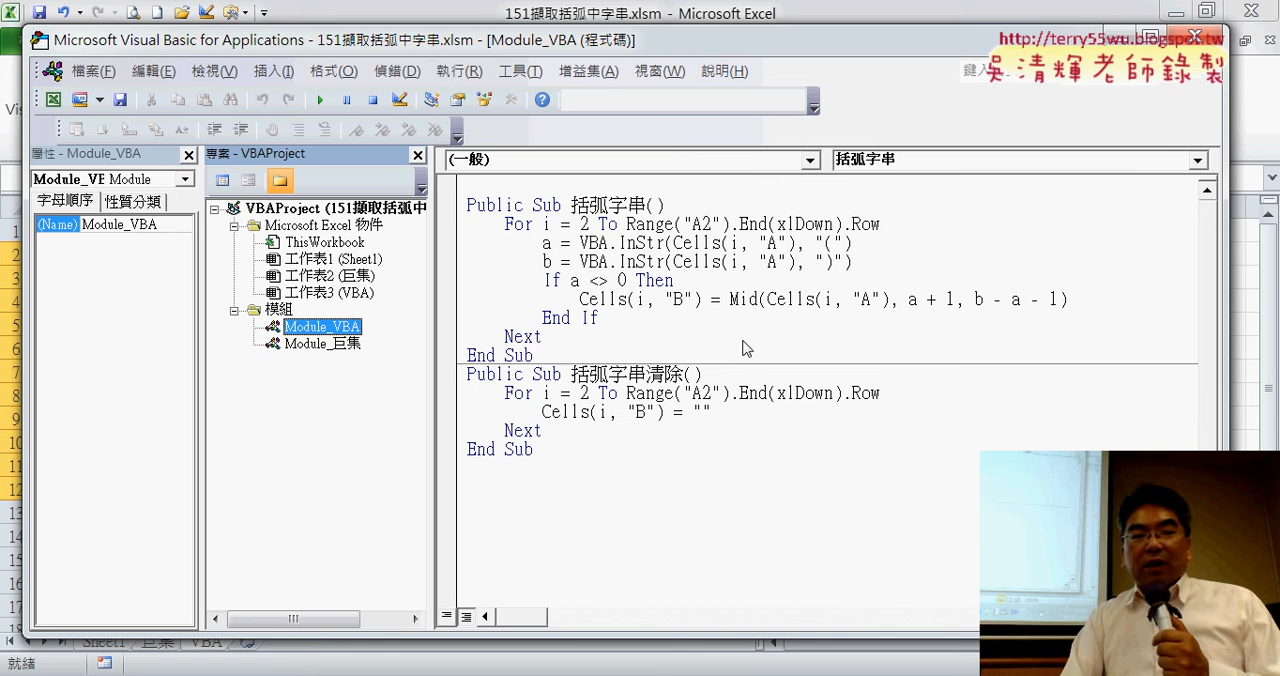 151擷取括弧中字串.xlsm - Microsoft Excel
Microsoft Visual Basic for Applications - 151擷取括弧中字串.xlsm - [Module_VBA (程式碼)]
http://terry55wu.blogspot.tw
吳清輝老師錄製
檔案(F) 編輯(E) 檢視(V) 插入(I) 格式(O) 偵錯(D) 執行(R) 工具(T) 增益集(A) 視窗(W) 說明(H)
屬性 - Module_VBA
Module_VE Module
字母順序 性質分類
(Name) Module_VBA
專案 - VBAProject
VBAProject (151擷取括弧中
Microsoft Excel 物件
ThisWorkbook
工作表1 (Sheet1)
工作表2 (巨集)
工作表3 (VBA)
模組
Module_VBA
Module_巨集
(一般) 括弧字串
Public Sub 括弧字串()
For i = 2 To Range("A2").End(xlDown).Row
a = VBA.InStr(Cells(i, "A"), "(")
b = VBA.InStr(Cells(i, "A"), ")")
If a <> 0 Then
Cells(i, "B") = Mid(Cells(i, "A"), a + 1, b - a - 1)
End If
Next
End Sub
Public Sub 括弧字串清除()
For i = 2 To Range("A2").End(xlDown).Row
Cells(i, "B") = ""
Next
End Sub
Sheet1 巨集 VBA
就緒